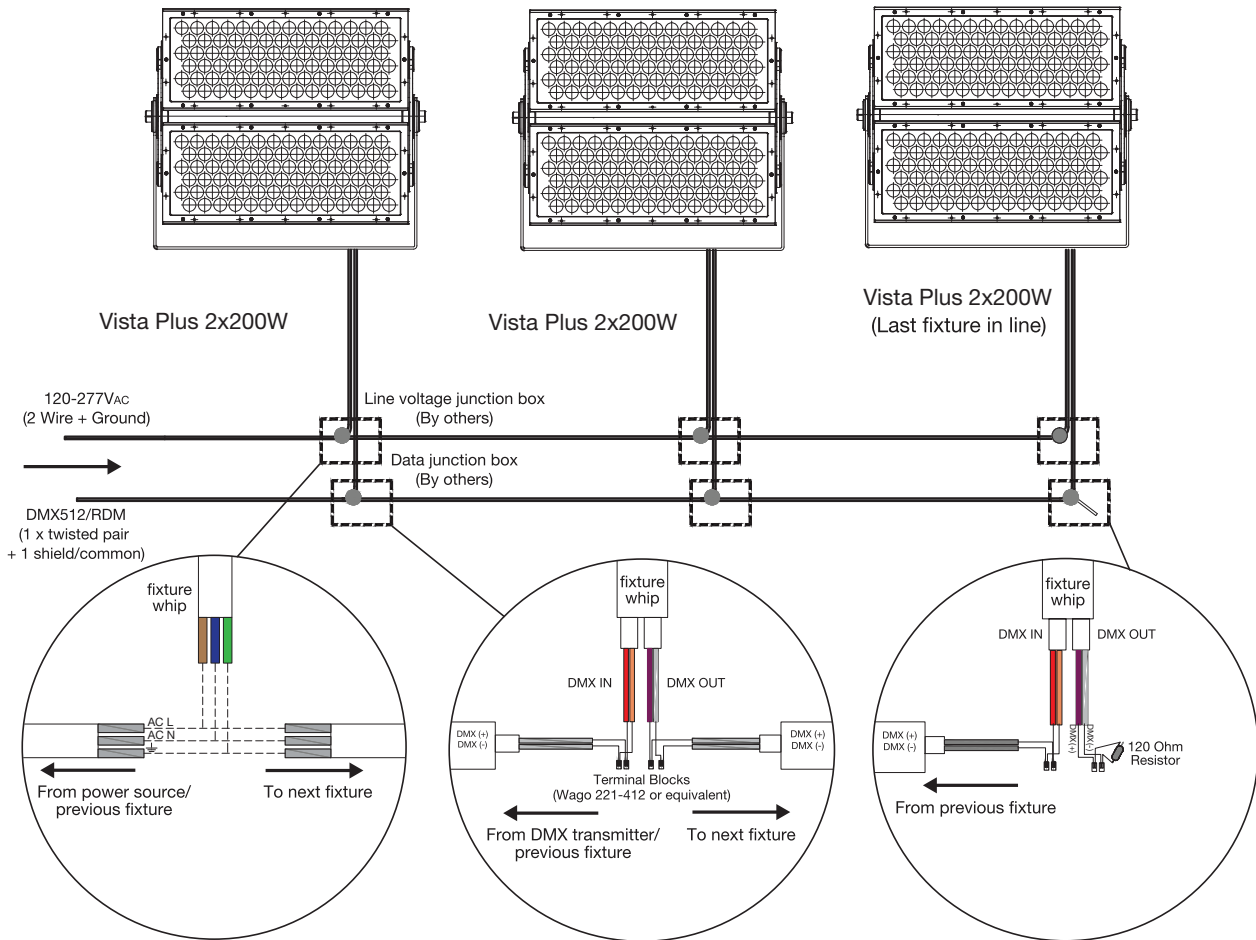 Vista Plus 2x200W
Vista Plus 2x200W
Vista Plus 2x200W
(Last fixture in line)
120-277VAC
(2 Wire + Ground)
Line voltage junction box
(By others)
Data junction box
(By others)
DMX512/RDM
(1 x twisted pair
+ 1 shield/common)
fixture
whip
AC L
AC N
From power source/
previous fixture
To next fixture
fixture
whip
DMX IN
DMX OUT
DMX (+)
DMX (-)
DMX (+)
DMX (-)
Terminal Blocks
(Wago 221-412 or equivalent)
From DMX transmitter/
previous fixture
To next fixture
fixture
whip
DMX IN
DMX OUT
DMX (+)
DMX (-)
DMX(+)
DMX(-)
120 Ohm
Resistor
From previous fixture